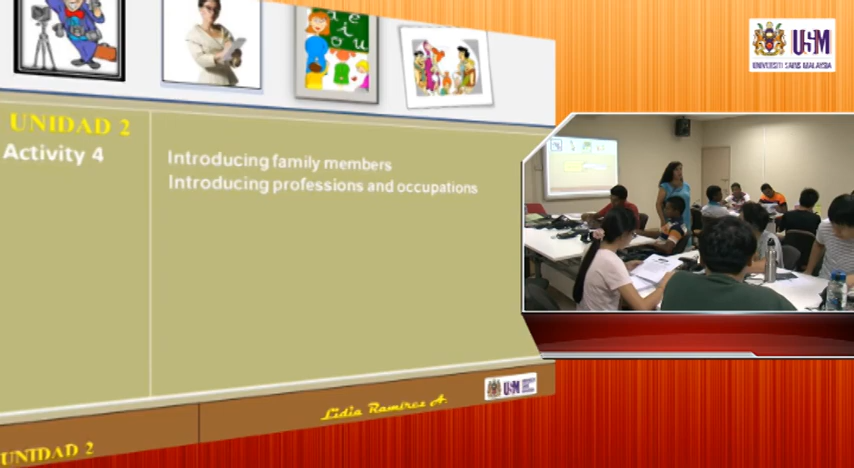 USM
UNIVERSITI SAINS MALAYSIA
e
i
o u
UNIDAD 2
Activity 4
Introducing family members
Introducing professions and occupations
Lidia Ramirez A.
USM
UNIDAD 2